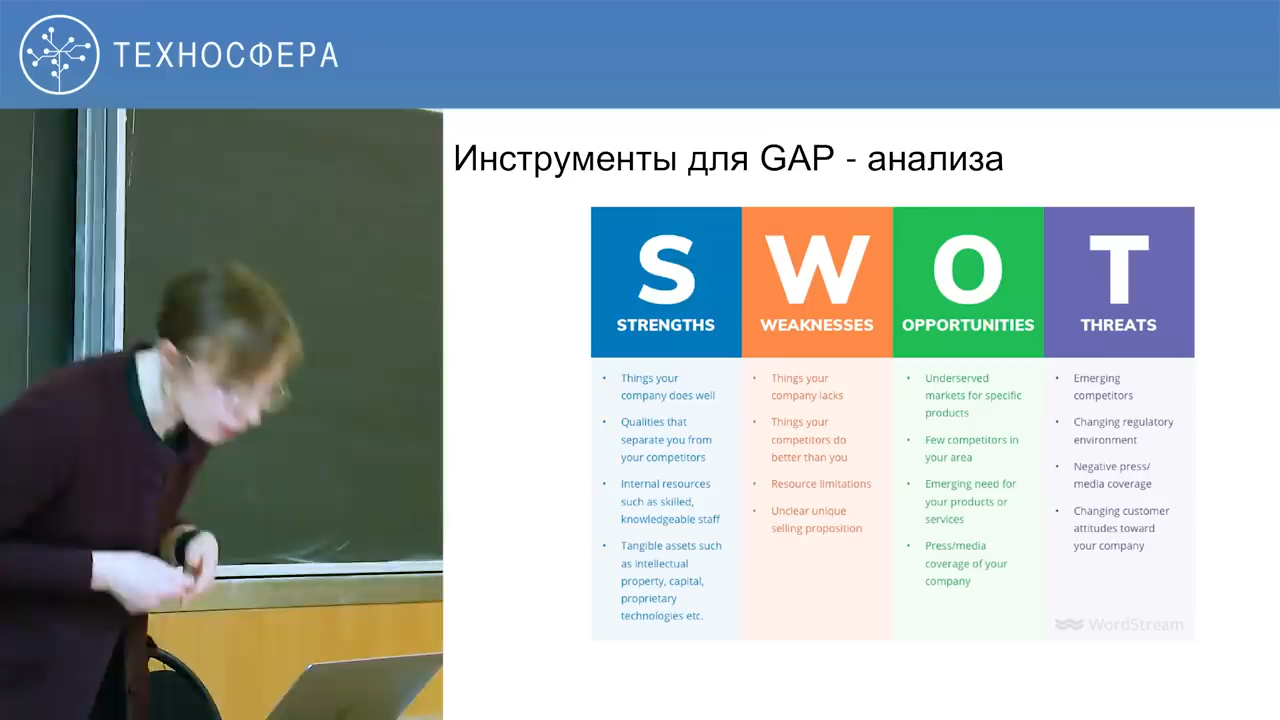 ТЕХНОСФЕРА
Инструменты для GAP - анализа
S
STRENGTHS
W
WEAKNESSES
O
OPPORTUNITIES
T
THREATS
• Things your
company does well
• Qualities that
separate you from
your competitors
• Internal resources
such as skilled,
knowledgeable staff
• Tangible assets such
as intellectual
property, capital,
proprietary
technologies etc.
• Things your
company lacks
• Things your
competitors do
better than you
• Resource limitations
• Unclear unique
selling proposition
• Underserved
markets for specific
products
• Few competitors in
your area
• Emerging need for
your products or
services
• Press/media
coverage of your
company
• Emerging
competitors
• Changing regulatory
environment
• Negative press/
media coverage
• Changing customer
attitudes toward
your company
WordStream